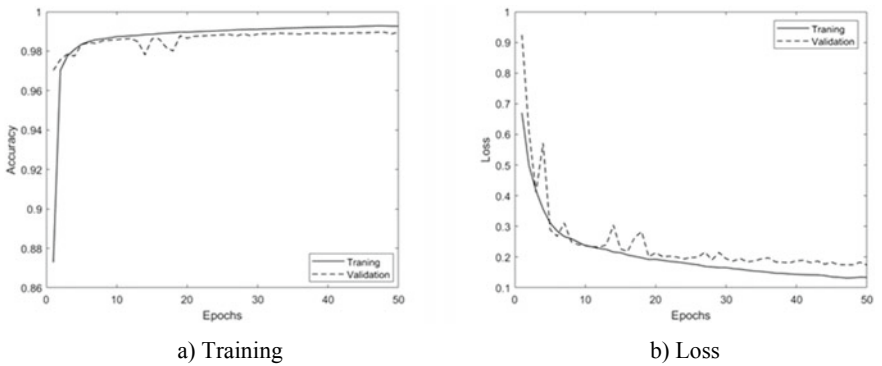 1
0.98
0.96
0.94
0.92
0.9
0.88
0.86
Accuracy
0 10 20 30 40 50
Epochs
Traning
Validation
a) Training
1
0.9
0.8
0.7
0.6
0.5
0.4
0.3
0.2
0.1
Loss
0 10 20 30 40 50
Epochs
Traning
Validation
b) Loss